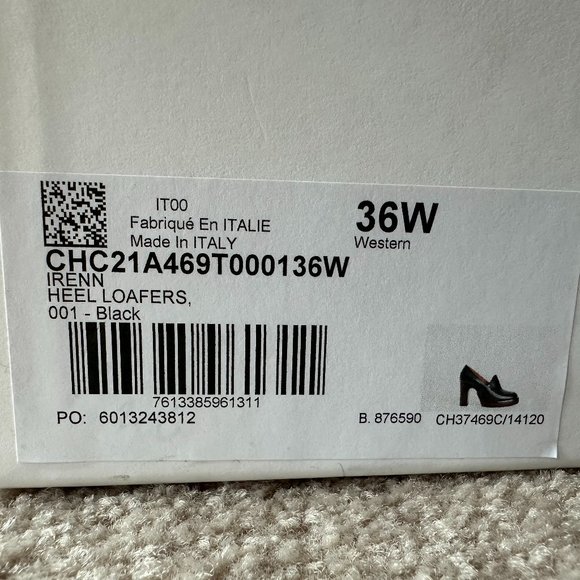 IT00
Fabriqué En ITALIE
Made In ITALY
36W
Western
CHC21A469T000136W
IRENN
HEEL LOAFERS,
001 - Black
7613385961311
PO: 6013243812
B. 876590
CH37469C/14120